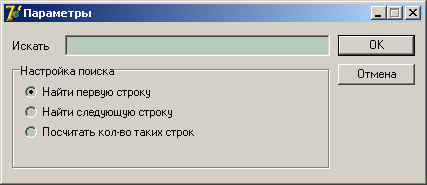 Параметры
Искать
OK
Отмена
Настройка поиска
Найти первую строку
Найти следующую строку
Посчитать кол-во таких строк